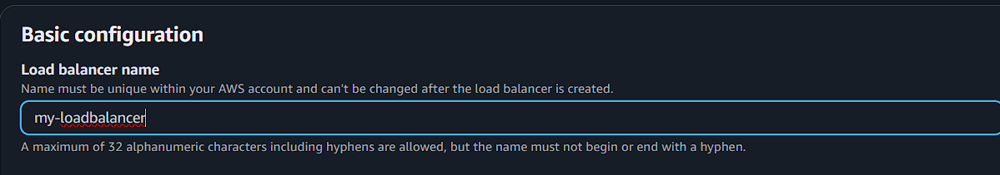 Basic configuration
Load balancer name
Name must be unique within your AWS account and can't be changed after the load balancer is created.
my-loadbalancer
A maximum of 32 alphanumeric characters including hyphens are allowed, but the name must not begin or end with a hyphen.